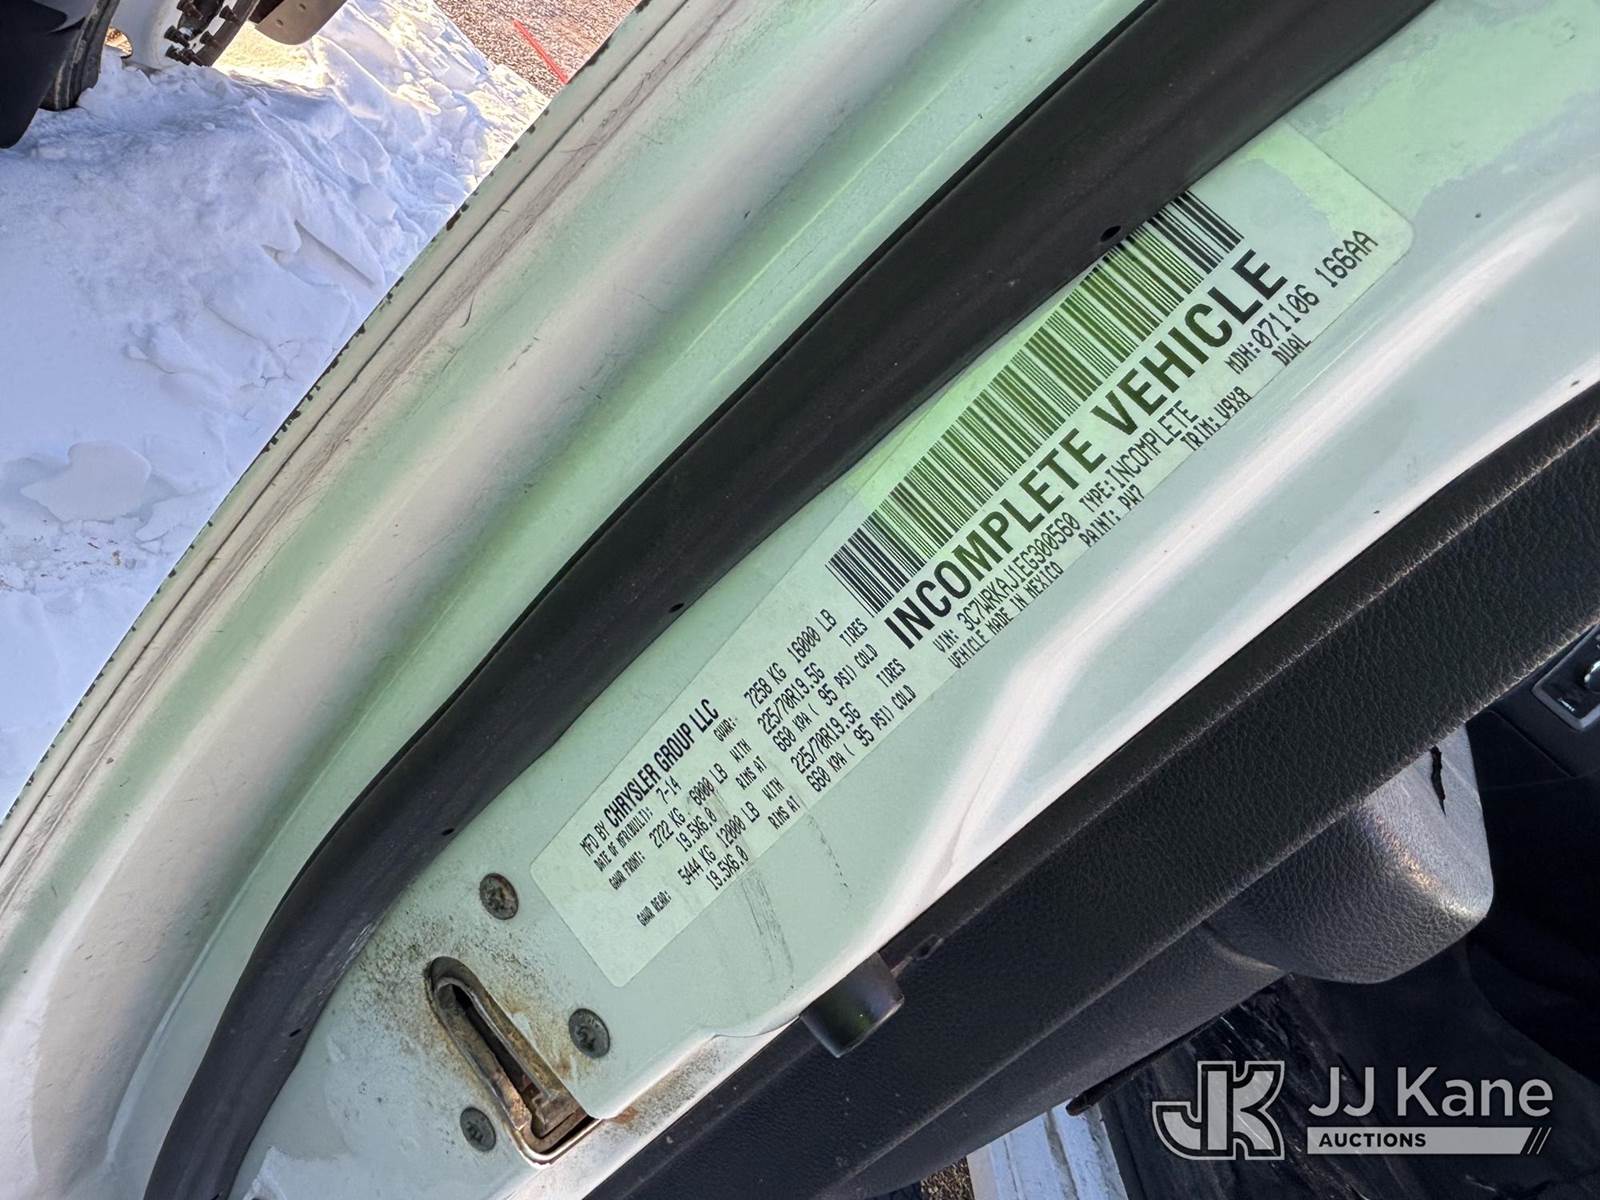 MFD BY CHRYSLER GROUP LLC
DATE OF MFR(BUILT): 7-14 GVWR: 7258 KG 16000 LB
GAWR FRONT: 2722 KG 6000 LB WITH 225/70R19.5G TIRES
19.5X6.0 RIMS AT 660 KPA( 95 PSI) COLD
GAWR REAR: 5444 KG 12000 LB WITH 225/70R19.5G TIRES
19.5X6.0 RIMS AT 660 KPA( 95 PSI) COLD
INCOMPLETE VEHICLE
VIN: 3C7WRKAJ1EG300560 TYPE: INCOMPLETE MDH: 071106 166AA
VEHICLE MADE IN MEXICO PAINT: PW7 TRIM: V9X8 DUAL
JK
JJ Kane
AUCTIONS